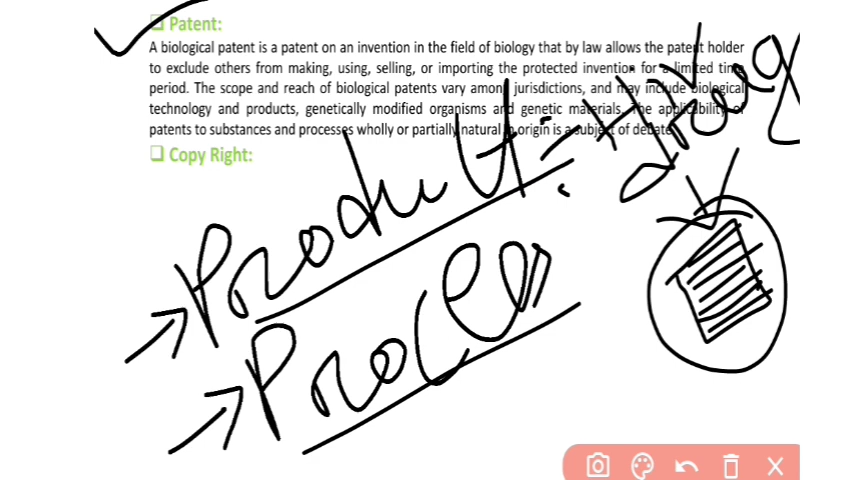 ❑ Patent:
A biological patent is a patent on an invention in the field of biology that by law allows the patent holder
to exclude others from making, using, selling, or importing the protected invention for a limited time
period. The scope and reach of biological patents vary among jurisdictions, and may include biological
technology and products, genetically modified organisms and genetic materials. The applicability of
patents to substances and processes wholly or partially natural in origin is a subject of debate.
❑ Copy Right:
→ Product = HIV
drug
→ Process